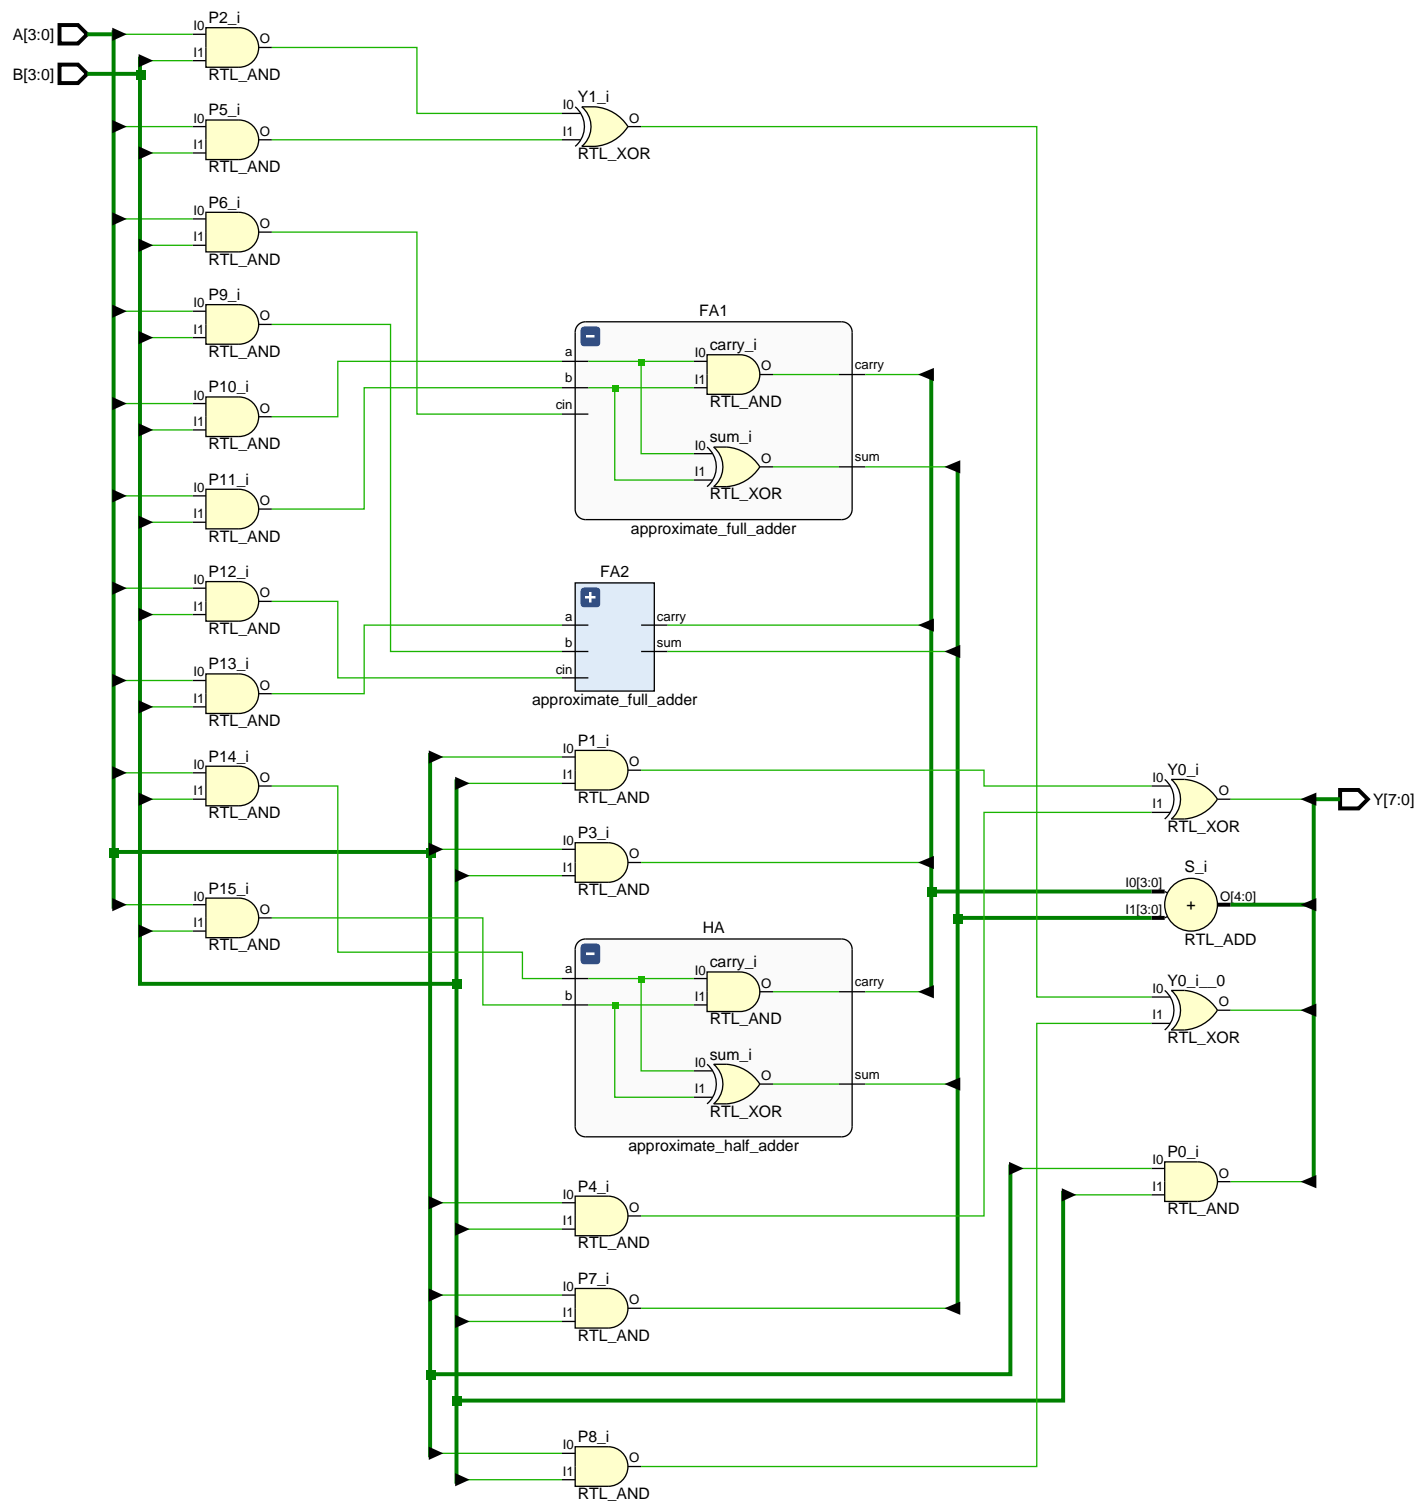 A[3:0]
B[3:0]
P2_i
I0
I1
O
RTL_AND
P5_i
I0
I1
O
RTL_AND
Y1_i
I0
I1
O
RTL_XOR
P6_i
I0
I1
O
RTL_AND
P9_i
I0
I1
O
RTL_AND
P10_i
I0
I1
O
RTL_AND
P11_i
I0
I1
O
RTL_AND
FA1
a
b
cin
carry_i
I0
I1
O
RTL_AND
carry
sum_i
I0
I1
O
RTL_XOR
sum
approximate_full_adder
P12_i
I0
I1
O
RTL_AND
P13_i
I0
I1
O
RTL_AND
FA2
a
b
cin
carry
sum
approximate_full_adder
P14_i
I0
I1
O
RTL_AND
P15_i
I0
I1
O
RTL_AND
P1_i
I0
I1
O
RTL_AND
P3_i
I0
I1
O
RTL_AND
HA
a
b
carry_i
I0
I1
O
RTL_AND
carry
sum_i
I0
I1
O
RTL_XOR
sum
approximate_half_adder
P4_i
I0
I1
O
RTL_AND
P7_i
I0
I1
O
RTL_AND
P8_i
I0
I1
O
RTL_AND
Y0_i
I0
I1
O
RTL_XOR
Y[7:0]
S_i
I0[3:0]
I1[3:0]
+
O[4:0]
RTL_ADD
Y0_i__0
I0
I1
O
RTL_XOR
P0_i
I0
I1
O
RTL_AND